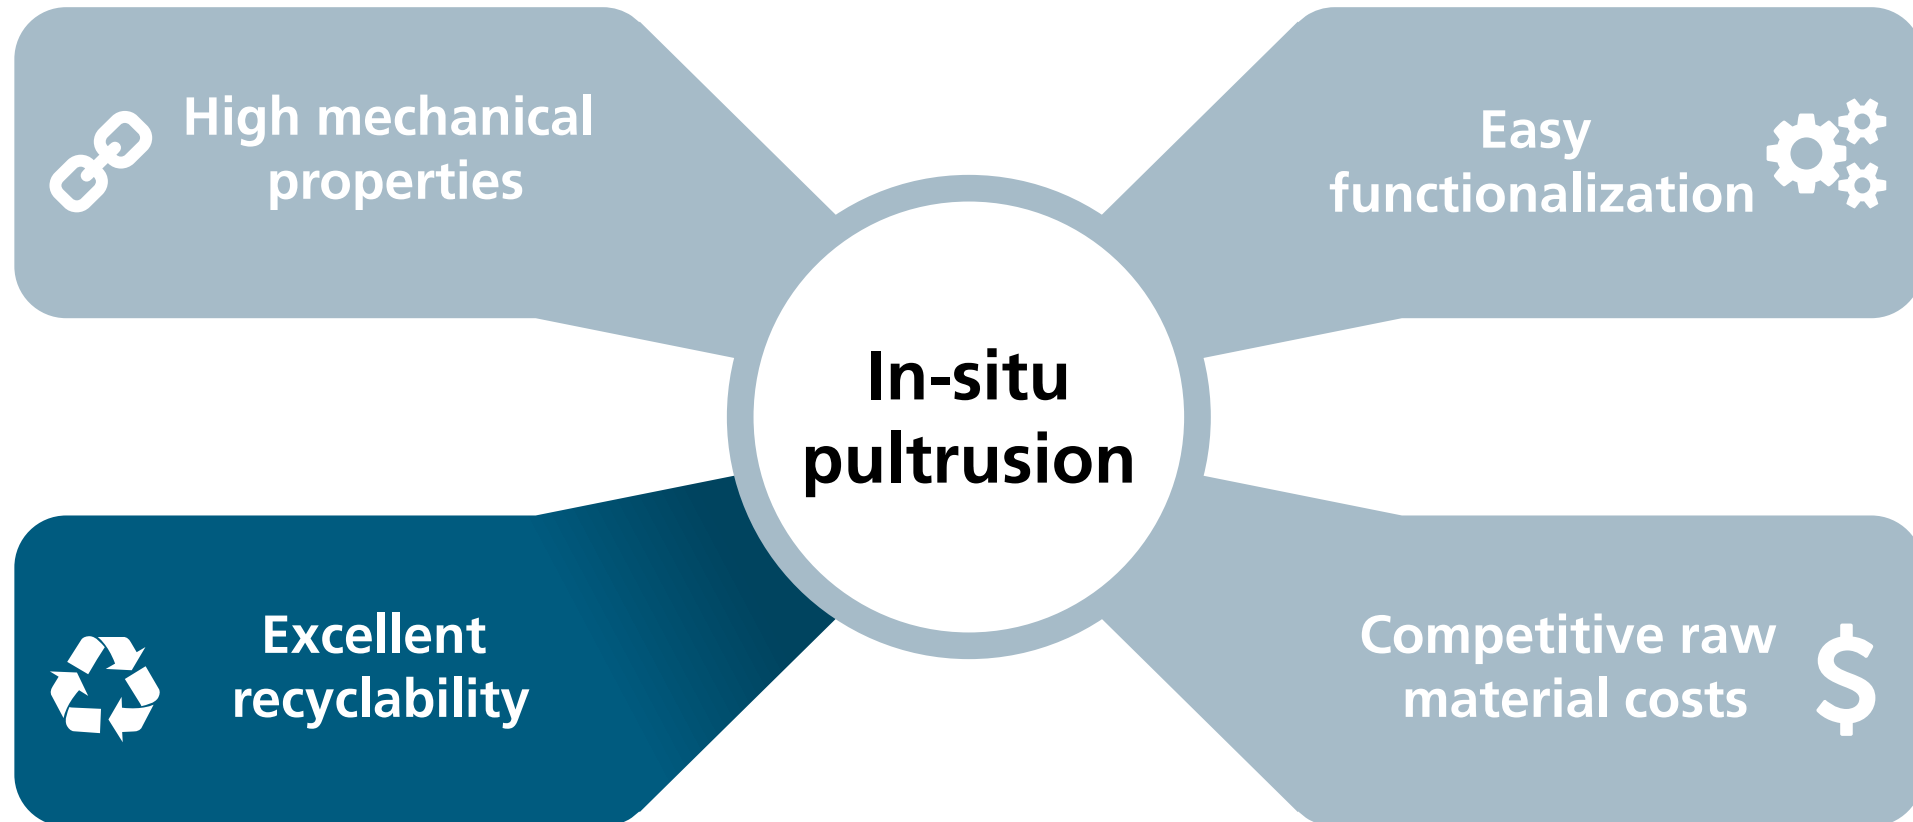 High mechanical
properties
Easy
functionalization
In-situ
pultrusion
Excellent
recyclability
Competitive raw
material costs
$